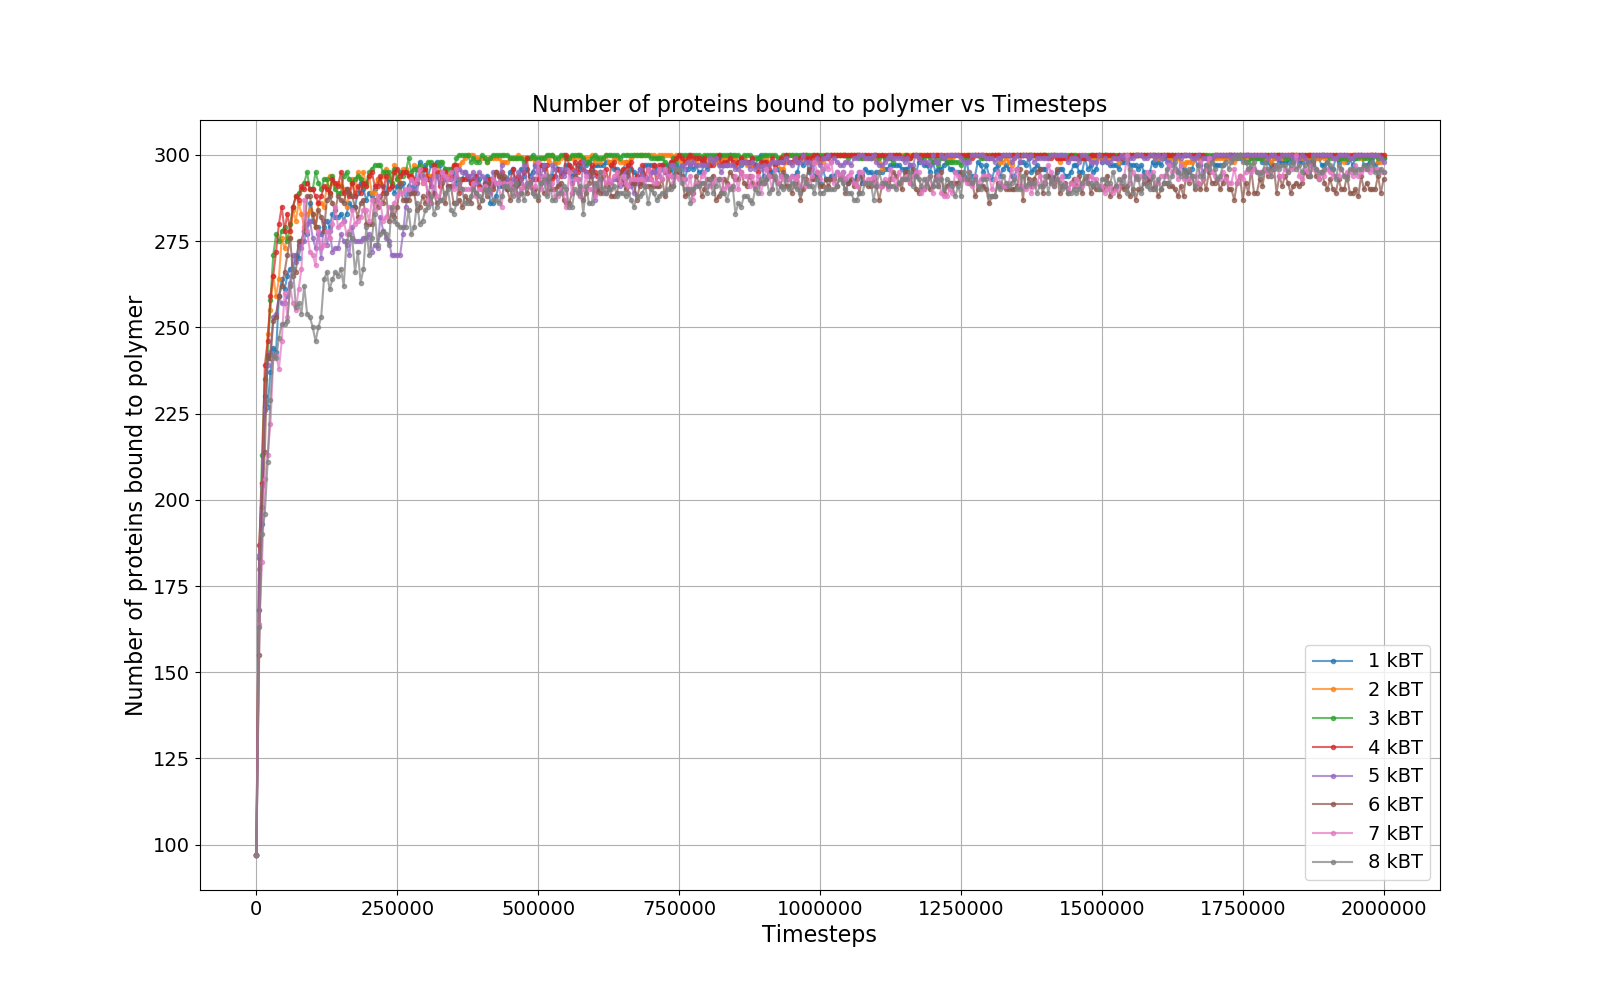 Number of proteins bound to polymer vs Timesteps
Number of proteins bound to polymer
300
275
250
225
200
175
150
125
100
1 kBT
2 kBT
3 kBT
4 kBT
5 kBT
6 kBT
7 kBT
8 kBT
0 250000 500000 750000 1000000 1250000 1500000 1750000 2000000
Timesteps